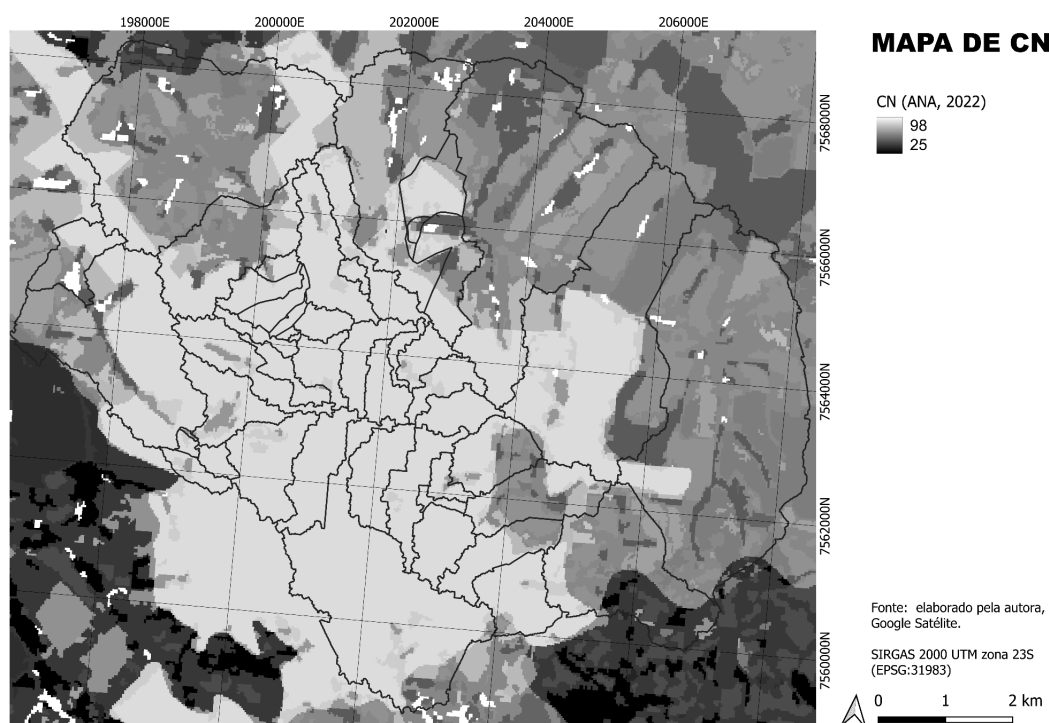 198000E 200000E 202000E 204000E 206000E
MAPA DE CN
CN (ANA, 2022)
98
25
7568000N
7566000N
7564000N
7562000N
7560000N
Fonte: elaborado pela autora,
Google Satélite.
SIRGAS 2000 UTM zona 23S
(EPSG:31983)
0 1 2 km